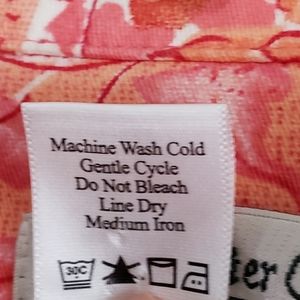 Machine Wash Cold
Gentle Cycle
Do Not Bleach
Line Dry
Medium Iron
30C